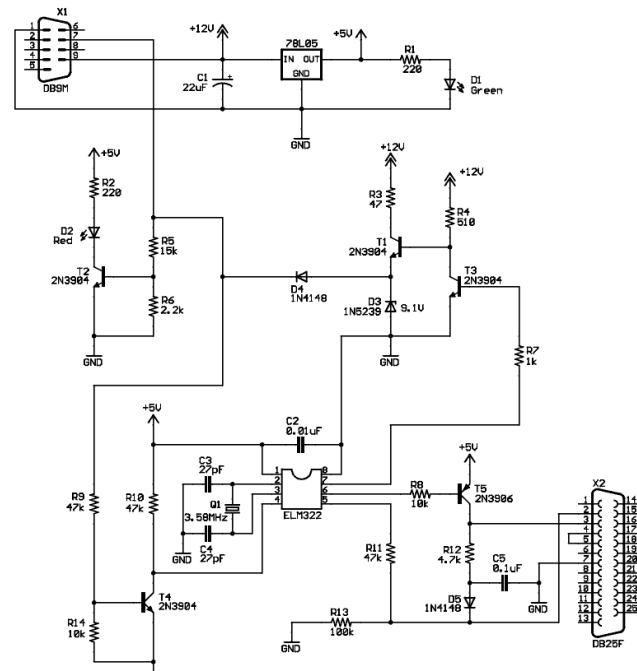 X1
1
2
3
4
5
6
7
8
9
DB9M
+12V
C1
22uF
78L05
IN OUT
GND
+5V
R1
220
D1
Green
GND
+5V
R2
220
D2
Red
T2
2N3904
R5
15k
R6
2.2k
GND
+12V
R3
47
+12V
R4
510
T1
2N3904
T3
2N3904
D4
1N4148
D3
1N5239
9.1V
GND
R7
1k
+5V
C2
0.01uF
R9
47k
R10
47k
C3
27pF
Q1
3.58MHz
C4
27pF
GND
1
2
3
4
8
7
6
5
ELM322
R8
10k
+5V
T5
2N3906
R11
47k
R12
4.7k
C5
0.1uF
D5
1N4148
GND
R13
100k
GND
T4
2N3904
R14
10k
X2
1
2
3
4
5
6
7
8
9
10
11
12
13
14
15
16
17
18
19
20
21
22
23
24
25
DB25F